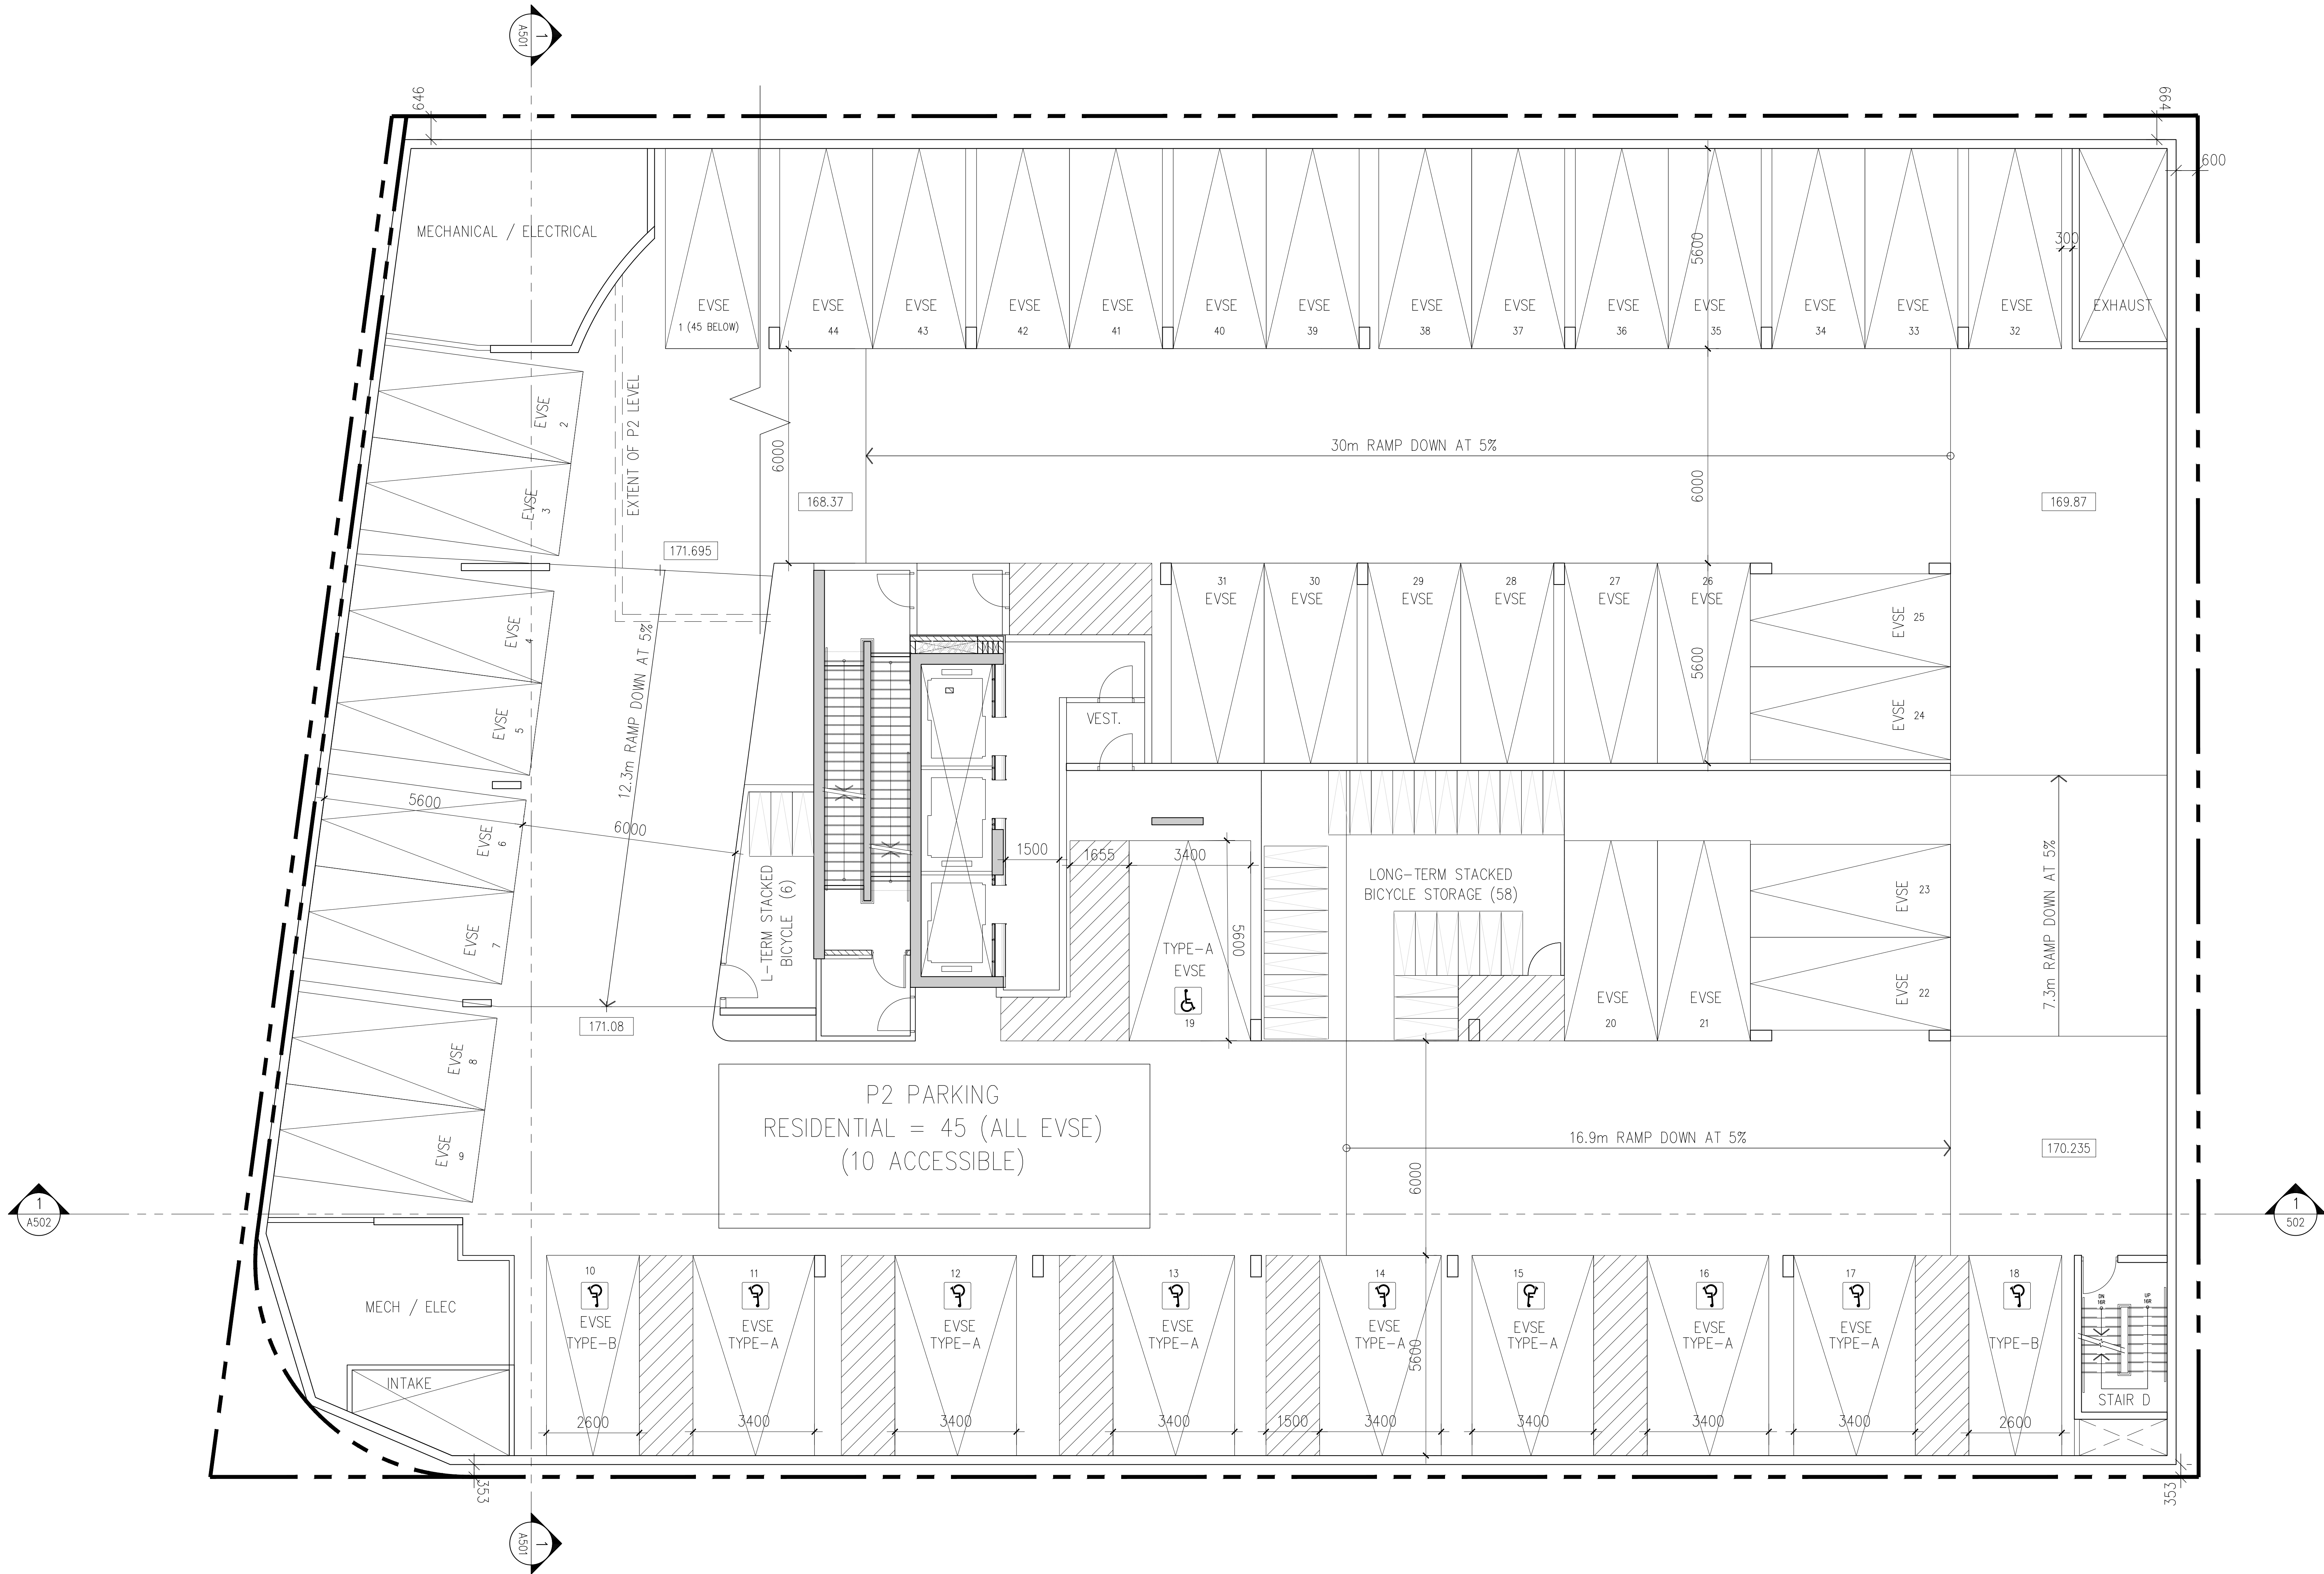 1
A501
646
664
600
MECHANICAL / ELECTRICAL
5600
300
EVSE
1 (45 BELOW)
EVSE
44
EVSE
43
EVSE
42
EVSE
41
EVSE
40
EVSE
39
EVSE
38
EVSE
37
EVSE
36
EVSE
35
EVSE
34
EVSE
33
EVSE
32
EXHAUST
EVSE
2
EVSE
3
EXTENT OF P2 LEVEL
6000
30m RAMP DOWN AT 5%
6000
168.37
169.87
171.695
12.3m RAMP DOWN AT 5%
EVSE
4
EVSE
5
31
EVSE
30
EVSE
29
EVSE
28
EVSE
27
EVSE
26
EVSE
5600
EVSE
25
EVSE
24
VEST.
5600
6000
EVSE
6
EVSE
7
L-TERM STACKED
BICYCLE (6)
1500
1655
3400
5600
TYPE-A
EVSE
19
LONG-TERM STACKED
BICYCLE STORAGE (58)
EVSE
20
EVSE
21
EVSE
23
EVSE
22
7.3m RAMP DOWN AT 5%
171.08
EVSE
8
EVSE
9
P2 PARKING
RESIDENTIAL = 45 (ALL EVSE)
(10 ACCESSIBLE)
16.9m RAMP DOWN AT 5%
6000
170.235
1
A502
1
502
MECH / ELEC
INTAKE
10
EVSE
TYPE-B
2600
11
EVSE
TYPE-A
3400
12
EVSE
TYPE-A
3400
13
EVSE
TYPE-A
3400
1500
14
EVSE
TYPE-A
3400
5600
15
EVSE
TYPE-A
3400
16
EVSE
TYPE-A
3400
17
EVSE
TYPE-A
3400
18
TYPE-B
2600
DN
16R
UP
16R
STAIR D
353
353
1
A501